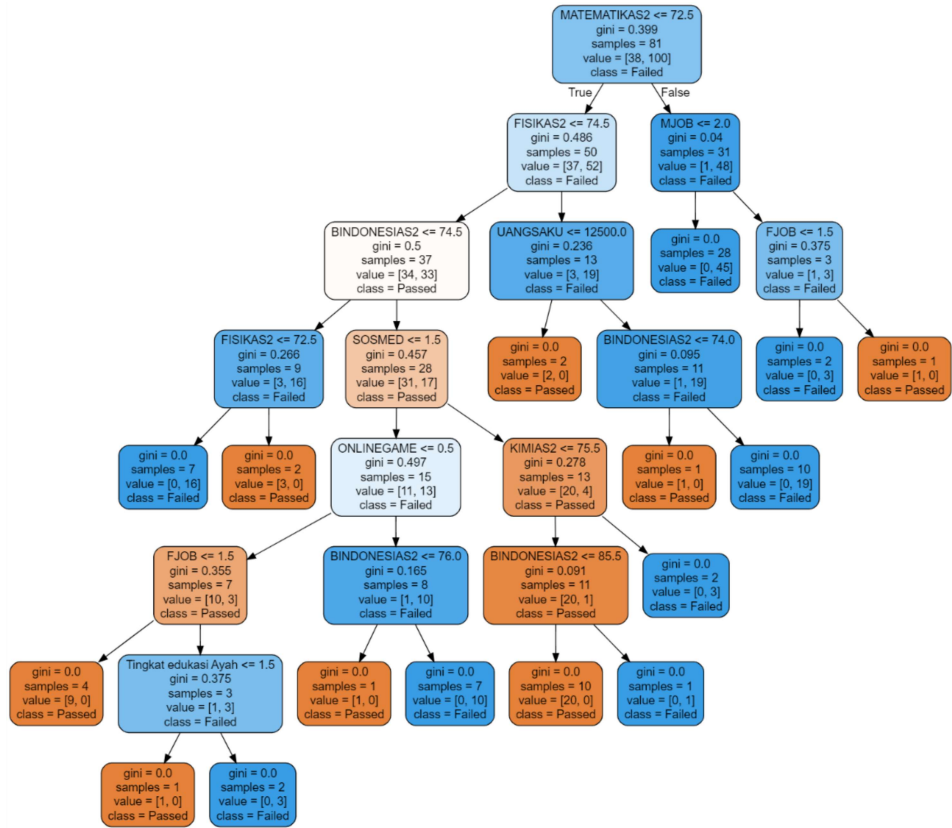 MATEMATIKAS2 <= 72.5
gini = 0.399
samples = 81
value = [38, 100]
class = Failed
True
False
FISIKAS2 <= 74.5
gini = 0.486
samples = 50
value = [37, 52]
class = Failed
MJOB <= 2.0
gini = 0.04
samples = 31
value = [1, 48]
class = Failed
BINDONESIAS2 <= 74.5
gini = 0.5
samples = 37
value = [34, 33]
class = Passed
UANGSAKU <= 12500.0
gini = 0.236
samples = 13
value = [3, 19]
class = Failed
gini = 0.0
samples = 28
value = [0, 45]
class = Failed
FJOB <= 1.5
gini = 0.375
samples = 3
value = [1, 3]
class = Failed
FISIKAS2 <= 72.5
gini = 0.266
samples = 9
value = [3, 16]
class = Failed
SOSMED <= 1.5
gini = 0.457
samples = 28
value = [31, 17]
class = Passed
gini = 0.0
samples = 2
value = [2, 0]
class = Passed
BINDONESIAS2 <= 74.0
gini = 0.095
samples = 11
value = [1, 19]
class = Failed
gini = 0.0
samples = 2
value = [0, 3]
class = Failed
gini = 0.0
samples = 1
value = [1, 0]
class = Passed
gini = 0.0
samples = 7
value = [0, 16]
class = Failed
gini = 0.0
samples = 2
value = [3, 0]
class = Passed
ONLINEGAME <= 0.5
gini = 0.497
samples = 15
value = [11, 13]
class = Failed
KIMIAS2 <= 75.5
gini = 0.278
samples = 13
value = [20, 4]
class = Passed
gini = 0.0
samples = 1
value = [1, 0]
class = Passed
gini = 0.0
samples = 10
value = [0, 19]
class = Failed
FJOB <= 1.5
gini = 0.355
samples = 7
value = [10, 3]
class = Passed
BINDONESIAS2 <= 76.0
gini = 0.165
samples = 8
value = [1, 10]
class = Failed
BINDONESIAS2 <= 85.5
gini = 0.091
samples = 11
value = [20, 1]
class = Passed
gini = 0.0
samples = 2
value = [0, 3]
class = Failed
gini = 0.0
samples = 4
value = [9, 0]
class = Passed
Tingkat edukasi Ayah <= 1.5
gini = 0.375
samples = 3
value = [1, 3]
class = Failed
gini = 0.0
samples = 1
value = [1, 0]
class = Passed
gini = 0.0
samples = 7
value = [0, 10]
class = Failed
gini = 0.0
samples = 10
value = [20, 0]
class = Passed
gini = 0.0
samples = 1
value = [0, 1]
class = Failed
gini = 0.0
samples = 1
value = [1, 0]
class = Passed
gini = 0.0
samples = 2
value = [0, 3]
class = Failed